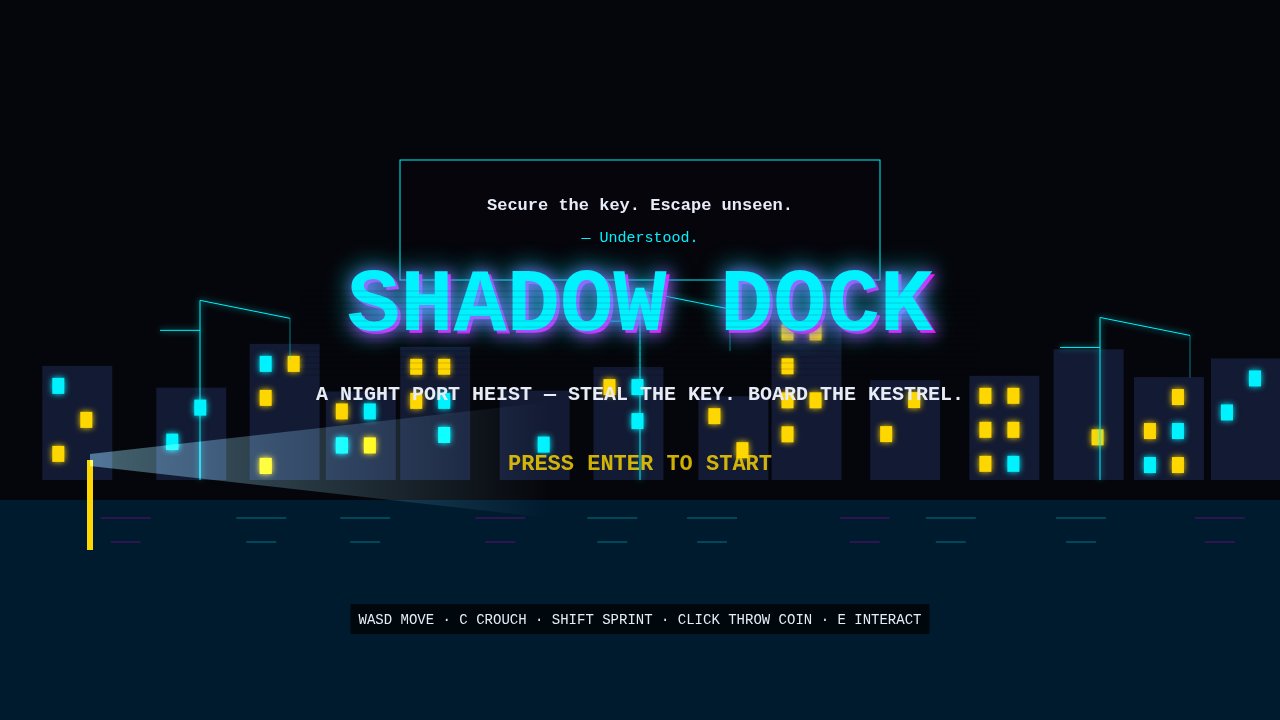 Secure the key. Escape unseen.
— Understood.
SHADOW DOCK
A NIGHT PORT HEIST — STEAL THE KEY. BOARD THE KESTREL.
PRESS ENTER TO START
WASD MOVE · C CROUCH · SHIFT SPRINT · CLICK THROW COIN · E INTERACT